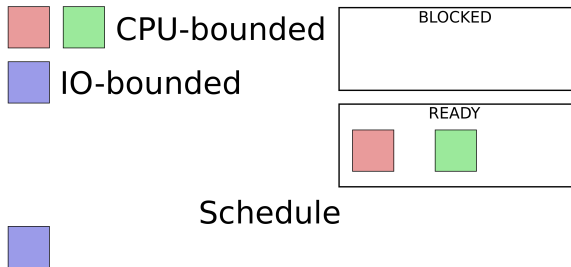 CPU-bounded
IO-bounded
BLOCKED
READY
Schedule